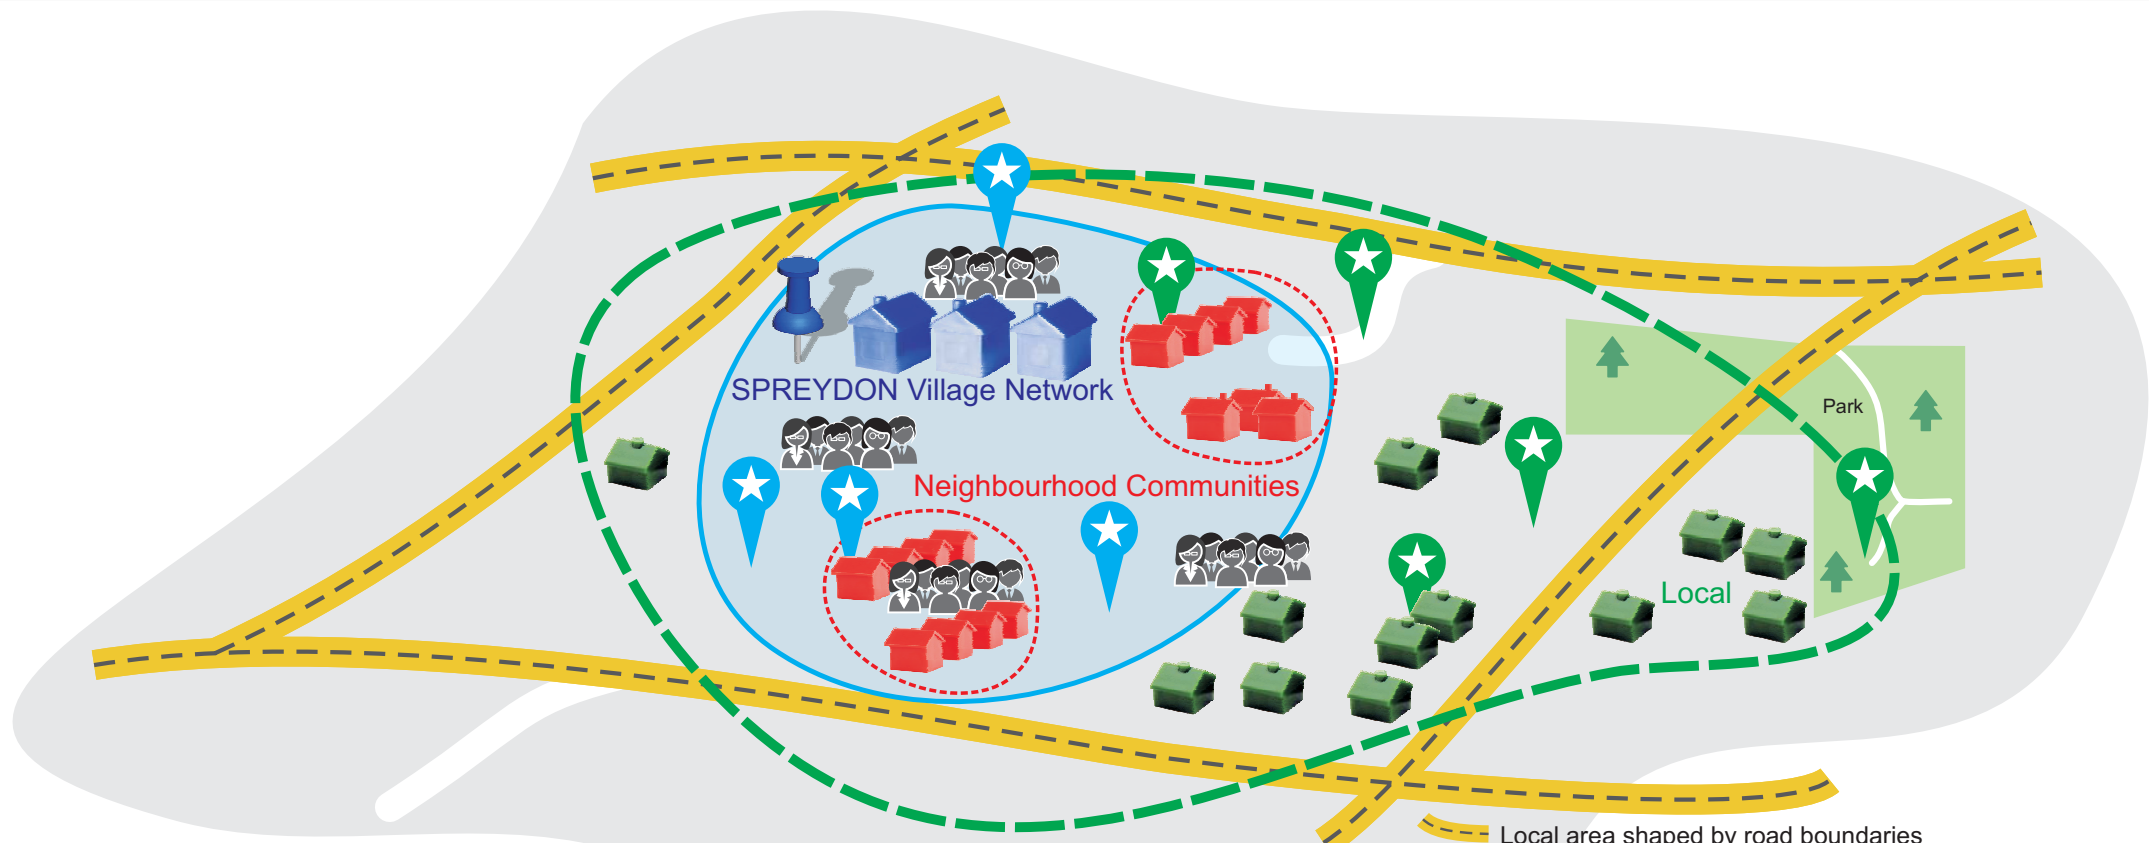 SPREYDON Village Network
Park
Neighbourhood Communities
Local
Local area shaped by road boundaries